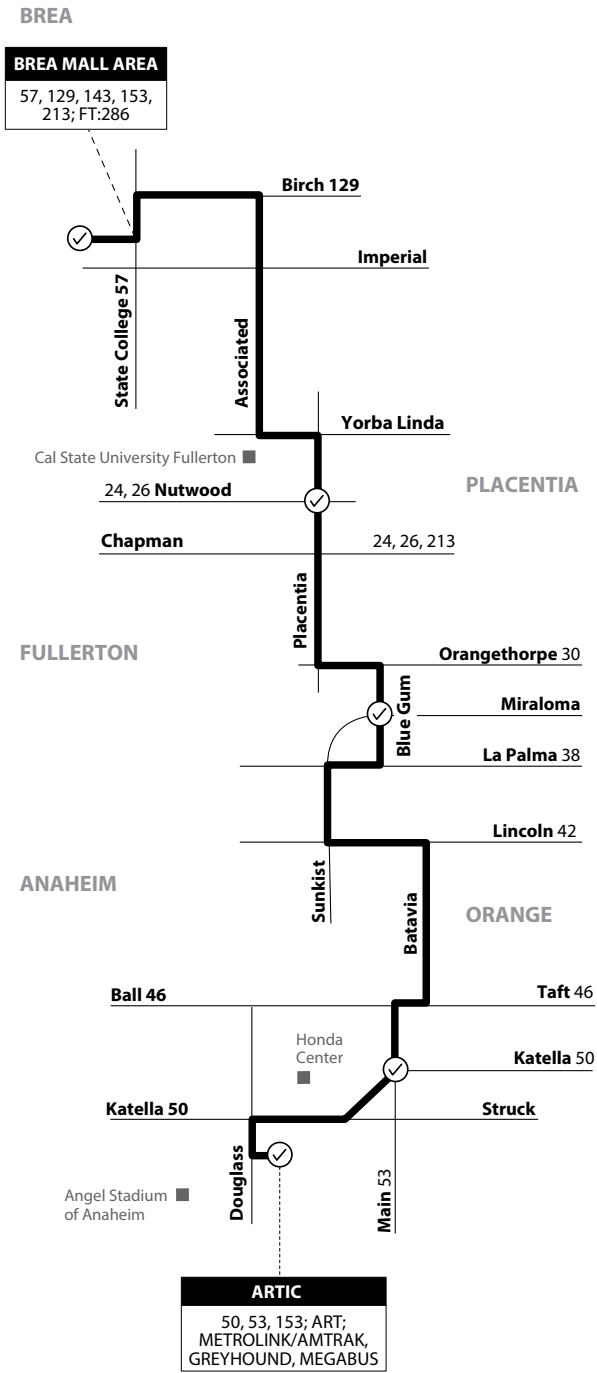 BREA
BREA MALL AREA
57, 129, 143, 153,
213; FT:286
Birch 129
Imperial
State College 57
Associated
Yorba Linda
Cal State University Fullerton
PLACENTIA
24, 26 Nutwood
Chapman
24, 26, 213
Placentia
FULLERTON
Orangethorpe 30
Blue Gum
Miraloma
La Palma 38
Lincoln 42
ANAHEIM
Sunkist
Batavia
ORANGE
Ball 46
Taft 46
Honda
Center
Katella 50
Katella 50
Struck
Douglass
Main 53
Angel Stadium
of Anaheim
ARTIC
50, 53, 153; ART;
METROLINK/AMTRAK,
GREYHOUND, MEGABUS